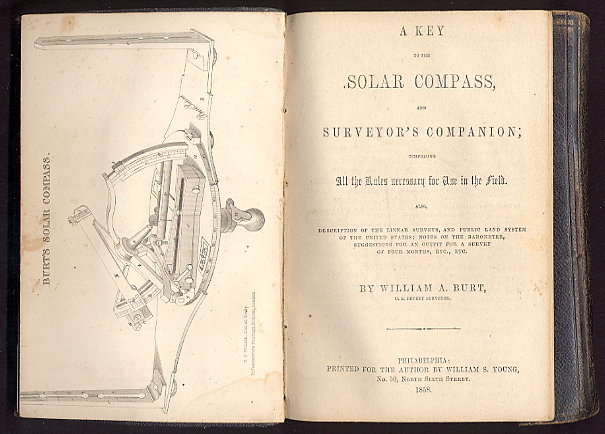 BURT'S SOLAR COMPASS.
A KEY
TO THE
SOLAR COMPASS,
AND
SURVEYOR'S COMPANION;
COMPRISING
All the Rules necessary for Use in the Field.
ALSO,
DESCRIPTION OF THE LINEAR SURVEYS, AND PUBLIC LAND SYSTEM
OF THE UNITED STATES; NOTES ON THE BAROMETER,
SUGGESTIONS FOR AN OUTFIT FOR A SURVEY
OF FOUR MONTHS, ETC., ETC.
BY WILLIAM A. BURT,
U. S. DEPUTY SURVEYOR.
PHILADELPHIA:
PRINTED FOR THE AUTHOR BY WILLIAM S. YOUNG,
No. 50, North Sixth Street.
1858.